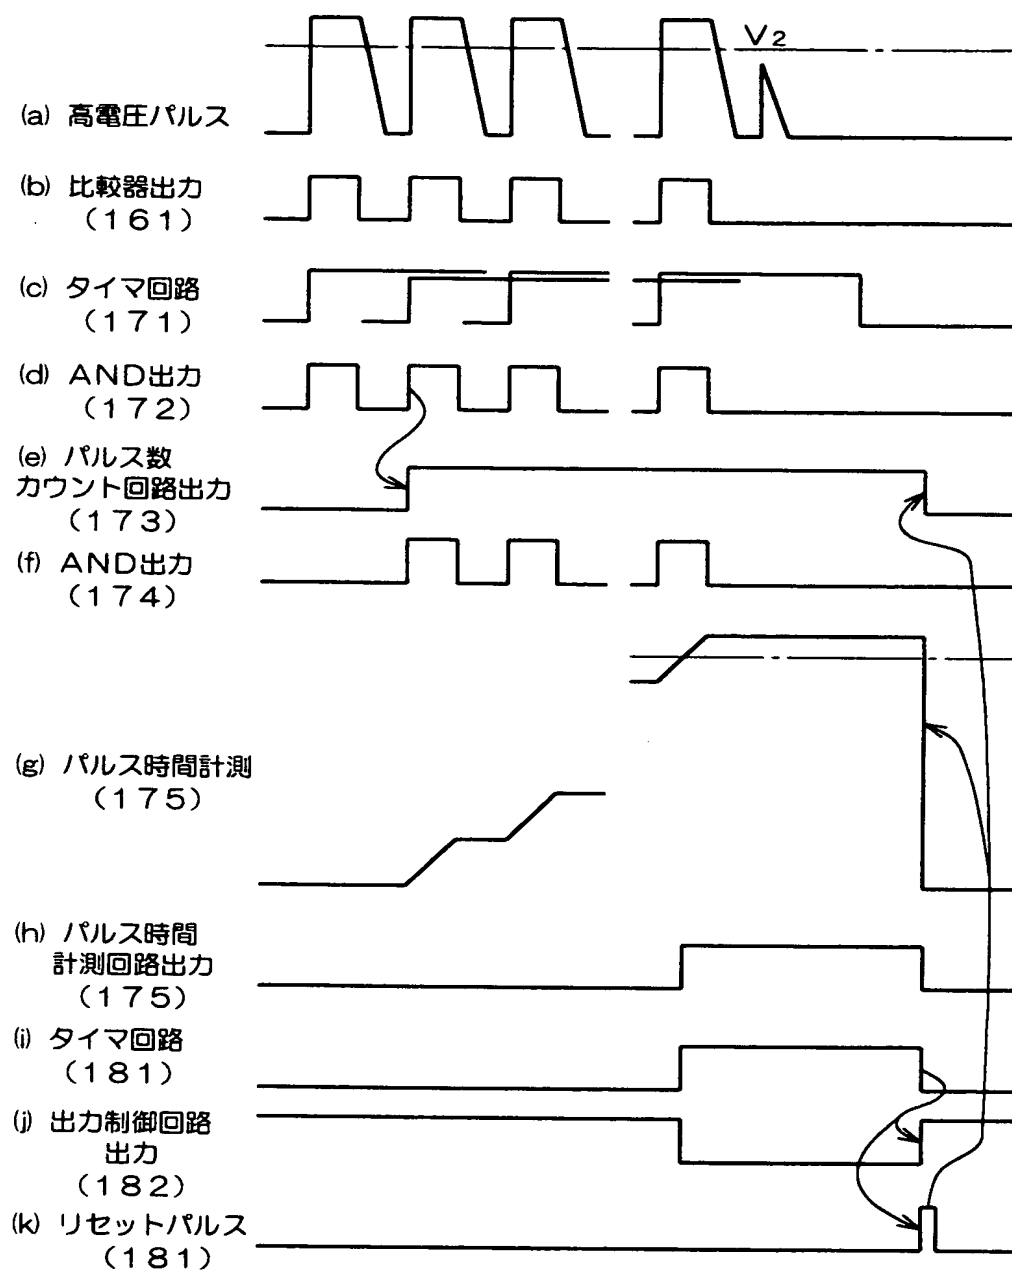 V2
(a) 高電圧パルス
(b) 比較器出力
(161)
(c) タイマ回路
(171)
(d) AND出力
(172)
(e) パルス数
カウント回路出力
(173)
(f) AND出力
(174)
(g) パルス時間計測
(175)
(h) パルス時間
計測回路出力
(175)
(i) タイマ回路
(181)
(j) 出力制御回路
出力
(182)
(k) リセットパルス
(181)